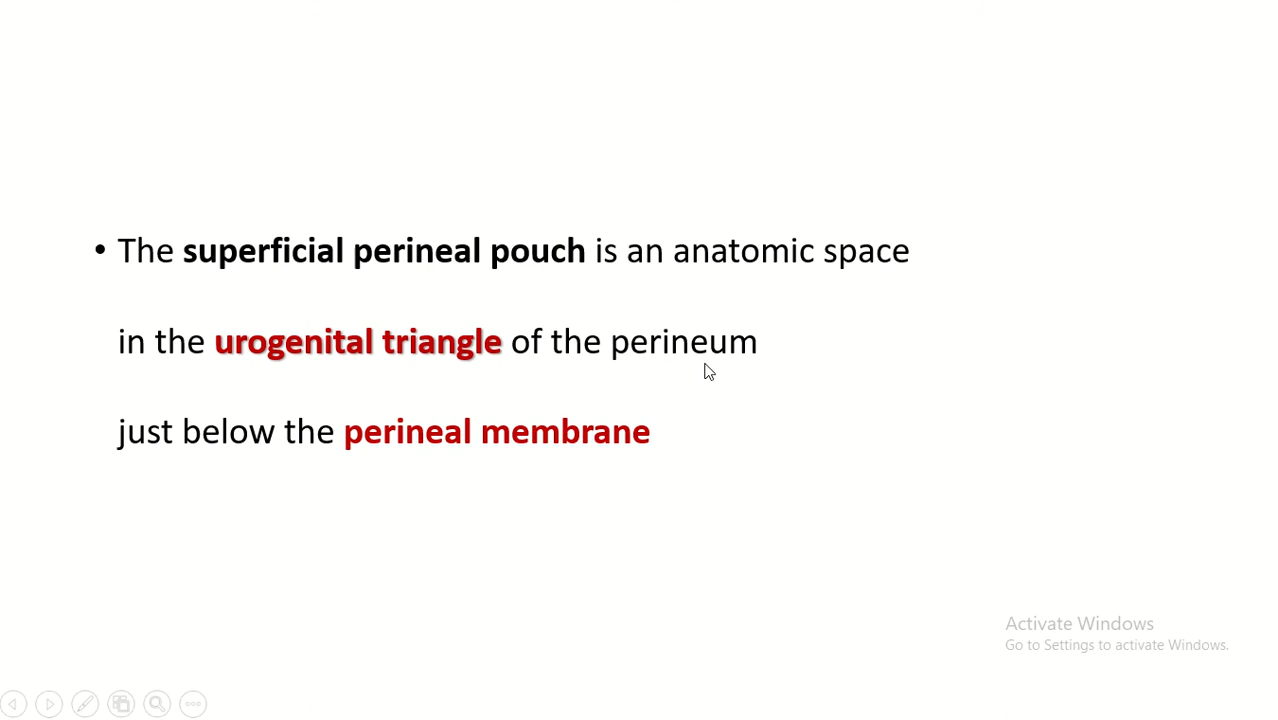 • The superficial perineal pouch is an anatomic space
in the urogenital triangle of the perineum
just below the perineal membrane
Activate Windows
Go to Settings to activate Windows.